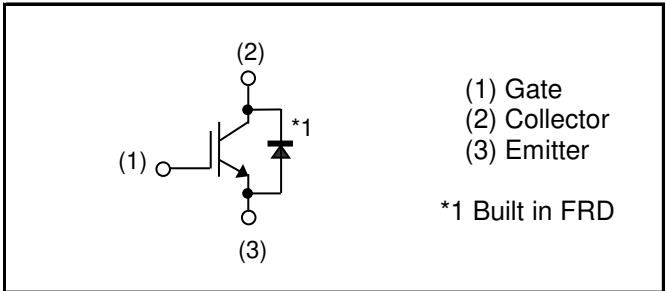 (2)
*1
(1)
(3)
(1) Gate
(2) Collector
(3) Emitter
*1 Built in FRD